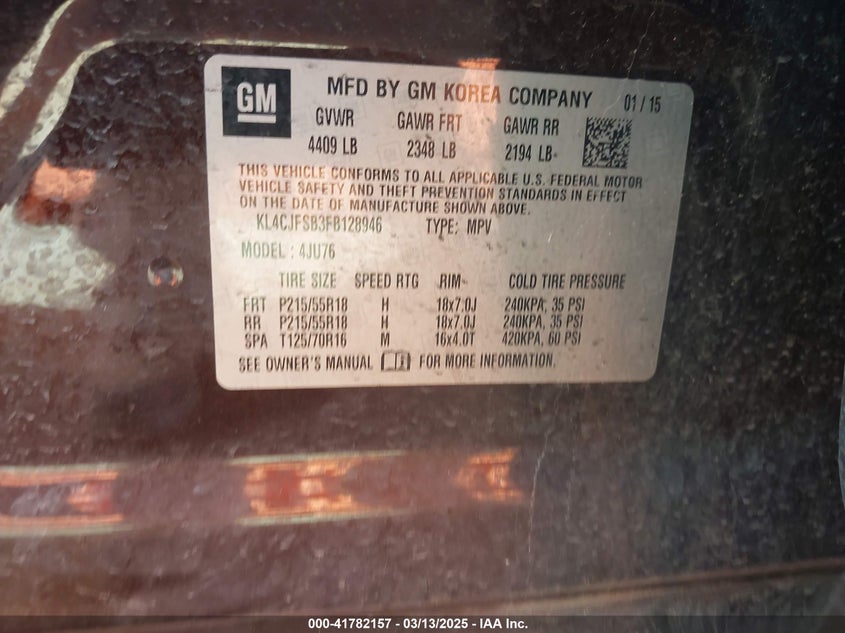 GM
MFD BY GM KOREA COMPANY 01 / 15
GVWR GAWR FRT GAWR RR
4409 LB 2348 LB 2194 LB
THIS VEHICLE CONFORMS TO ALL APPLICABLE U.S. FEDERAL MOTOR
VEHICLE SAFETY AND THEFT PREVENTION STANDARDS IN EFFECT
ON THE DATE OF MANUFACTURE SHOWN ABOVE.
KL4CJFSB3FB128946 TYPE: MPV
MODEL : 4JU76
TIRE SIZE SPEED RTG RIM COLD TIRE PRESSURE
FRT P215/55R18 H 18x7.0J 240KPA, 35 PSI
RR P215/55R18 H 18x7.0J 240KPA, 35 PSI
SPA T125/70R16 M 16x4.0T 420KPA, 60 PSI
SEE OWNER'S MANUAL FOR MORE INFORMATION.
000-41782157 - 03/13/2025 - IAA Inc.